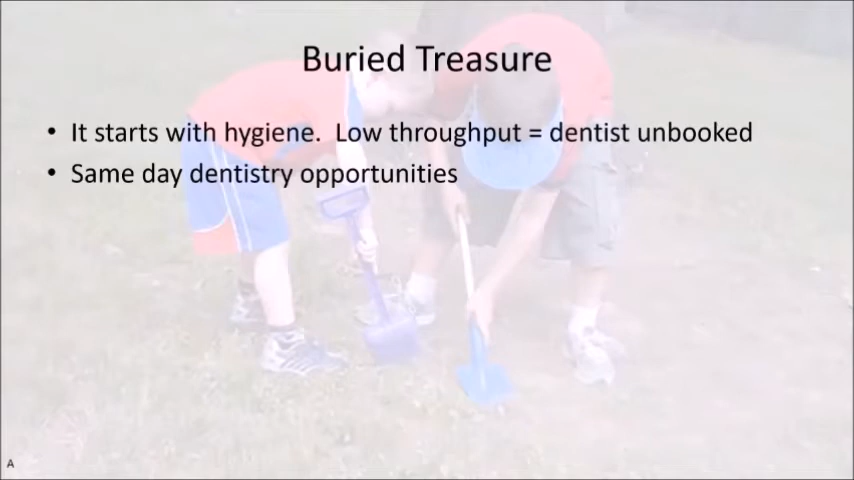 Buried Treasure
• It starts with hygiene.  Low throughput = dentist unbooked
• Same day dentistry opportunities
A